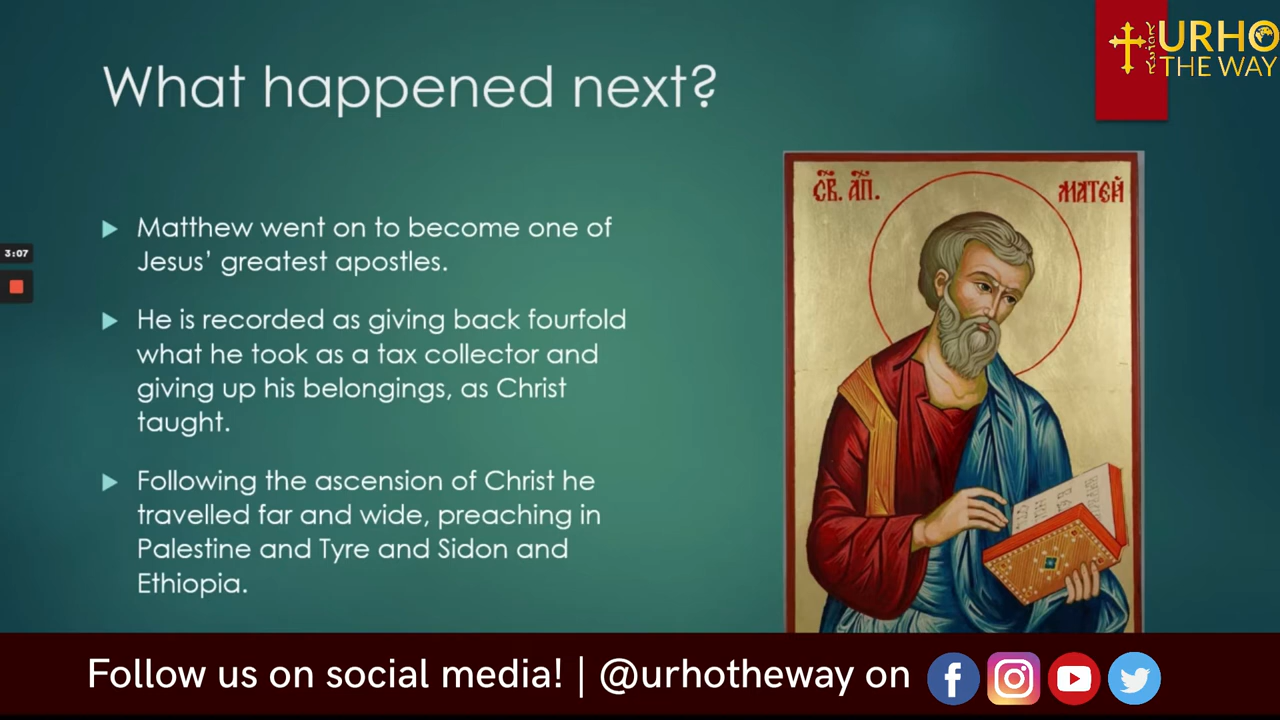 What happened next?
URHO
THE WAY
Matthew went on to become one of
Jesus' greatest apostles.
He is recorded as giving back fourfold
what he took as a tax collector and
giving up his belongings, as Christ
taught.
Following the ascension of Christ he
travelled far and wide, preaching in
Palestine and Tyre and Sidon and
Ethiopia.
3:07
СВ. АП.
МАТЕЙ
Follow us on social media! | @urhotheway on